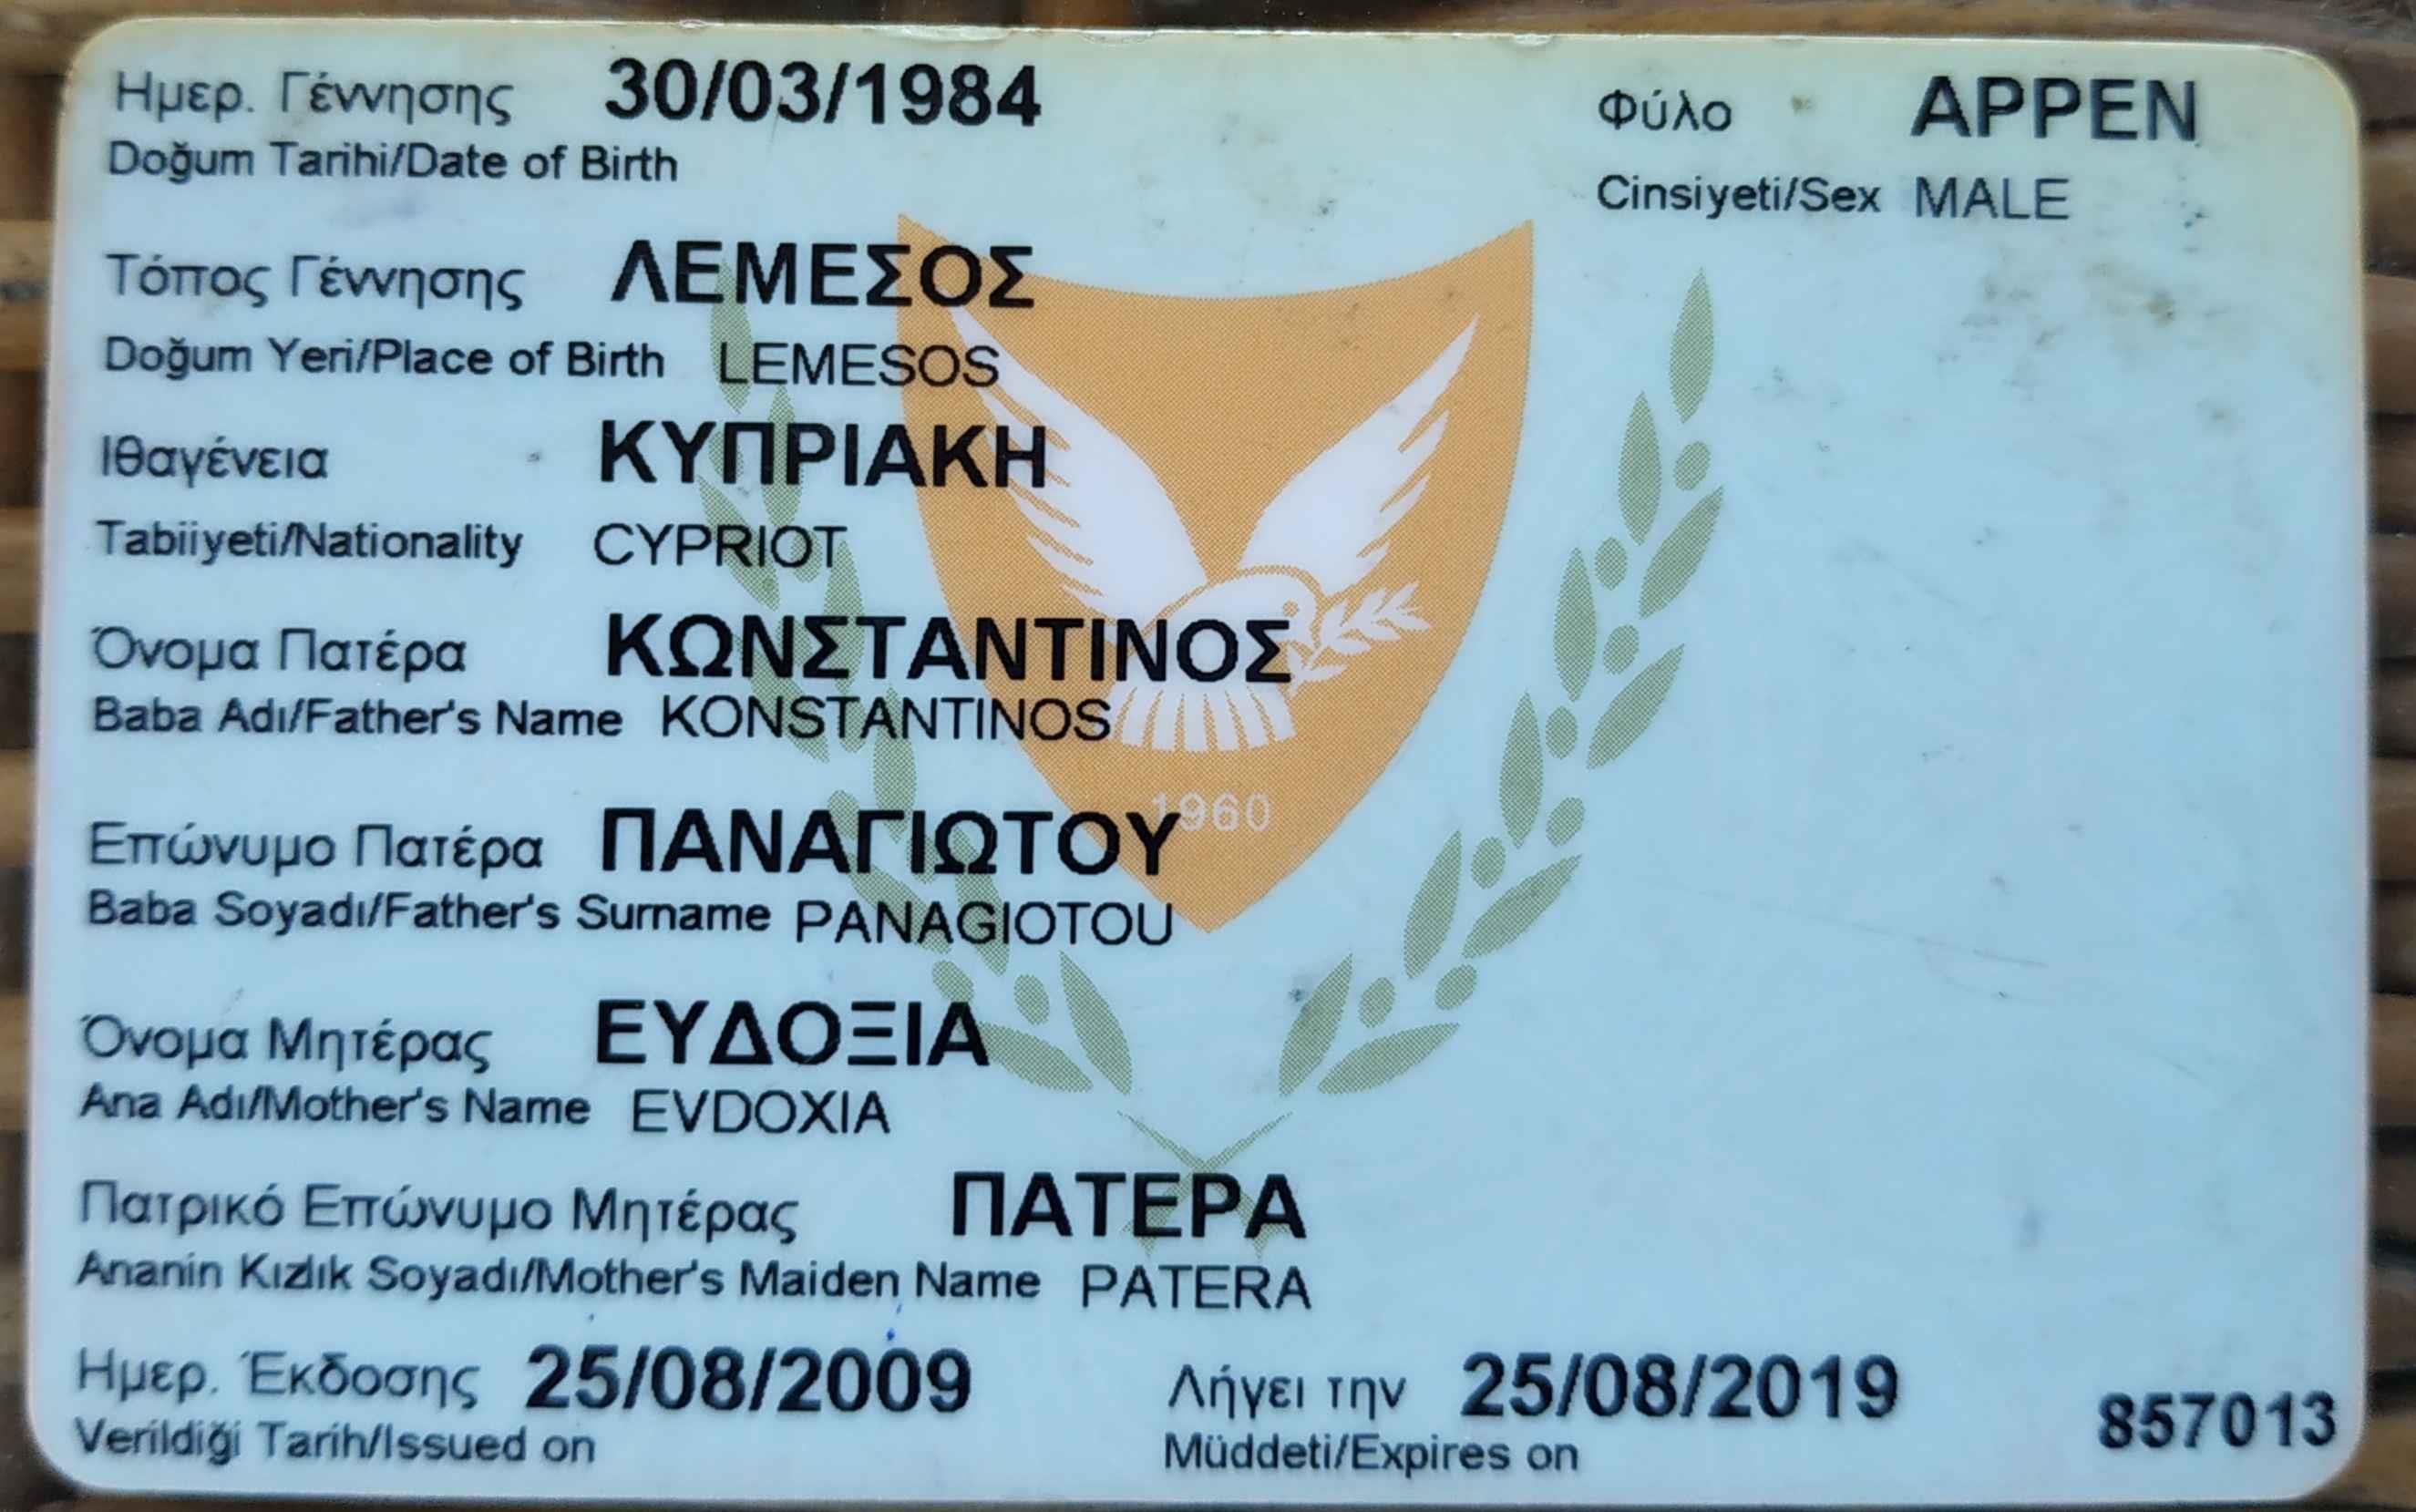 Ημερ. Γέννησης 30/03/1984 Φύλο ΑΡΡΕΝ
Doğum Tarihi/Date of Birth Cinsiyeti/Sex MALE
Τόπος Γέννησης ΛΕΜΕΣΟΣ
Doğum Yeri/Place of Birth LEMESOS
Ιθαγένεια ΚΥΠΡΙΑΚΗ
Tabiiyeti/Nationality CYPRIOT
Όνομα Πατέρα ΚΩΝΣΤΑΝΤΙΝΟΣ
Baba Adı/Father's Name KONSTANTINOS
1960
Επώνυμο Πατέρα ΠΑΝΑΓΙΩΤΟΥ
Baba Soyadı/Father's Surname PANAGIOTOU
Όνομα Μητέρας ΕΥΔΟΞΙΑ
Ana Adı/Mother's Name EVDOXIA
Πατρικό Επώνυμο Μητέρας ΠΑΤΕΡΑ
Ananin Kızlık Soyadı/Mother's Maiden Name PATERA
Ημερ. Έκδοσης 25/08/2009 Λήγει την 25/08/2019
Verildiği Tarih/Issued on Müddeti/Expires on 857013